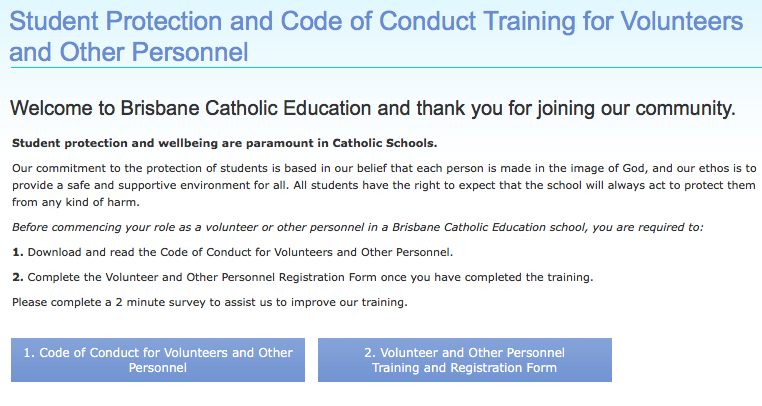 Student Protection and Code of Conduct Training for Volunteers
and Other Personnel
Welcome to Brisbane Catholic Education and thank you for joining our community.
Student protection and wellbeing are paramount in Catholic Schools.
Our commitment to the protection of students is based in our belief that each person is made in the image of God, and our ethos is to
provide a safe and supportive environment for all. All students have the right to expect that the school will always act to protect them
from any kind of harm.
Before commencing your role as a volunteer or other personnel in a Brisbane Catholic Education school, you are required to:
1. Download and read the Code of Conduct for Volunteers and Other Personnel.
2. Complete the Volunteer and Other Personnel Registration Form once you have completed the training.
Please complete a 2 minute survey to assist us to improve our training.
1. Code of Conduct for Volunteers and Other
Personnel
2. Volunteer and Other Personnel
Training and Registration Form